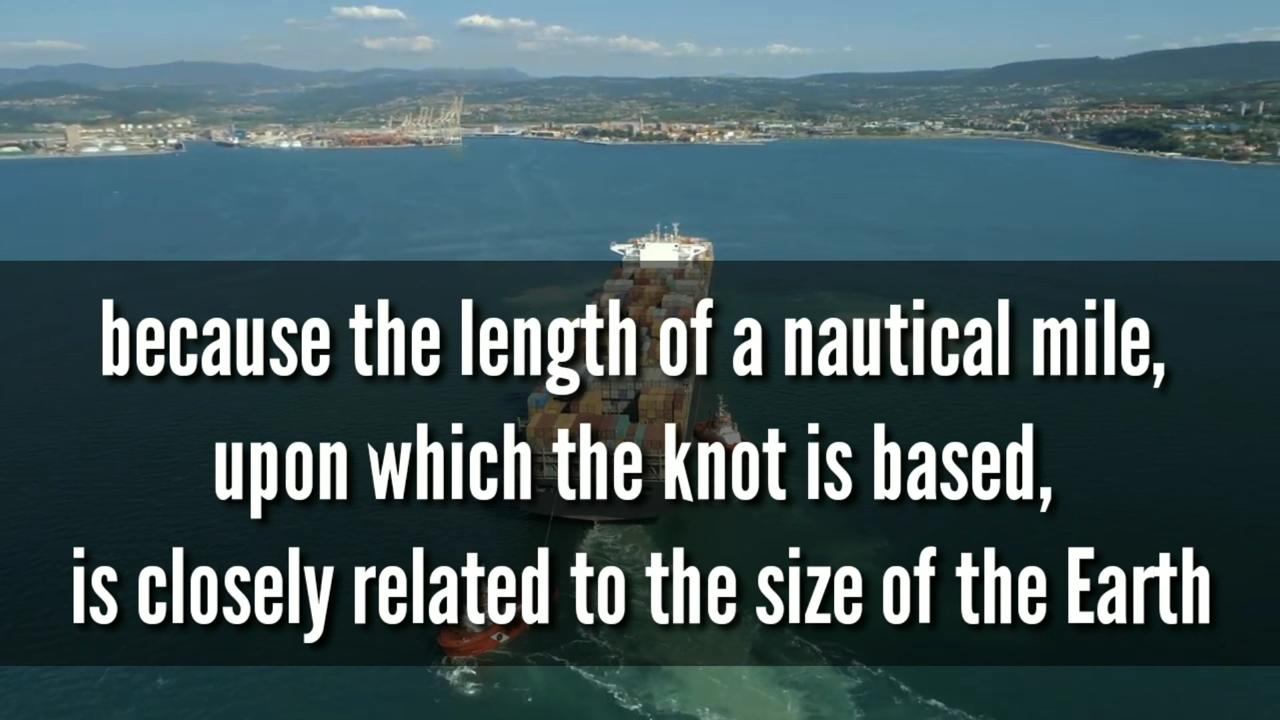 because the length of a nautical mile,
upon which the knot is based,
is closely related to the size of the Earth